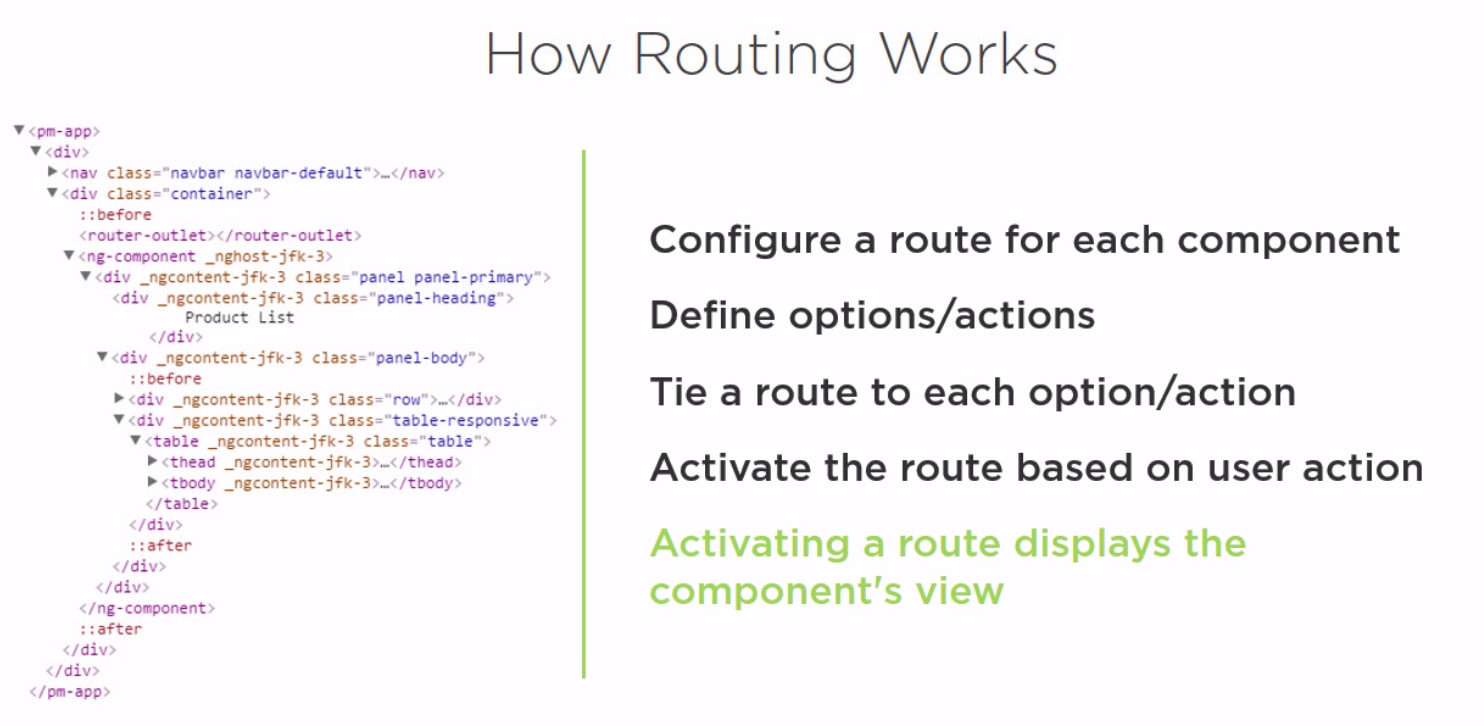 How Routing Works
<pm-app>
<div>
<nav class="navbar navbar-default">…</nav>
<div class="container">
::before
<router-outlet></router-outlet>
<ng-component _nghost-jfk-3>
<div _ngcontent-jfk-3 class="panel panel-primary">
<div _ngcontent-jfk-3 class="panel-heading">
Product List
</div>
<div _ngcontent-jfk-3 class="panel-body">
::before
<div _ngcontent-jfk-3 class="row">…</div>
<div _ngcontent-jfk-3 class="table-responsive">
<table _ngcontent-jfk-3 class="table">
<thead _ngcontent-jfk-3>…</thead>
<tbody _ngcontent-jfk-3>…</tbody>
</table>
</div>
::after
</div>
</div>
</ng-component>
::after
</div>
</div>
</pm-app>
Configure a route for each component
Define options/actions
Tie a route to each option/action
Activate the route based on user action
Activating a route displays the
component's view